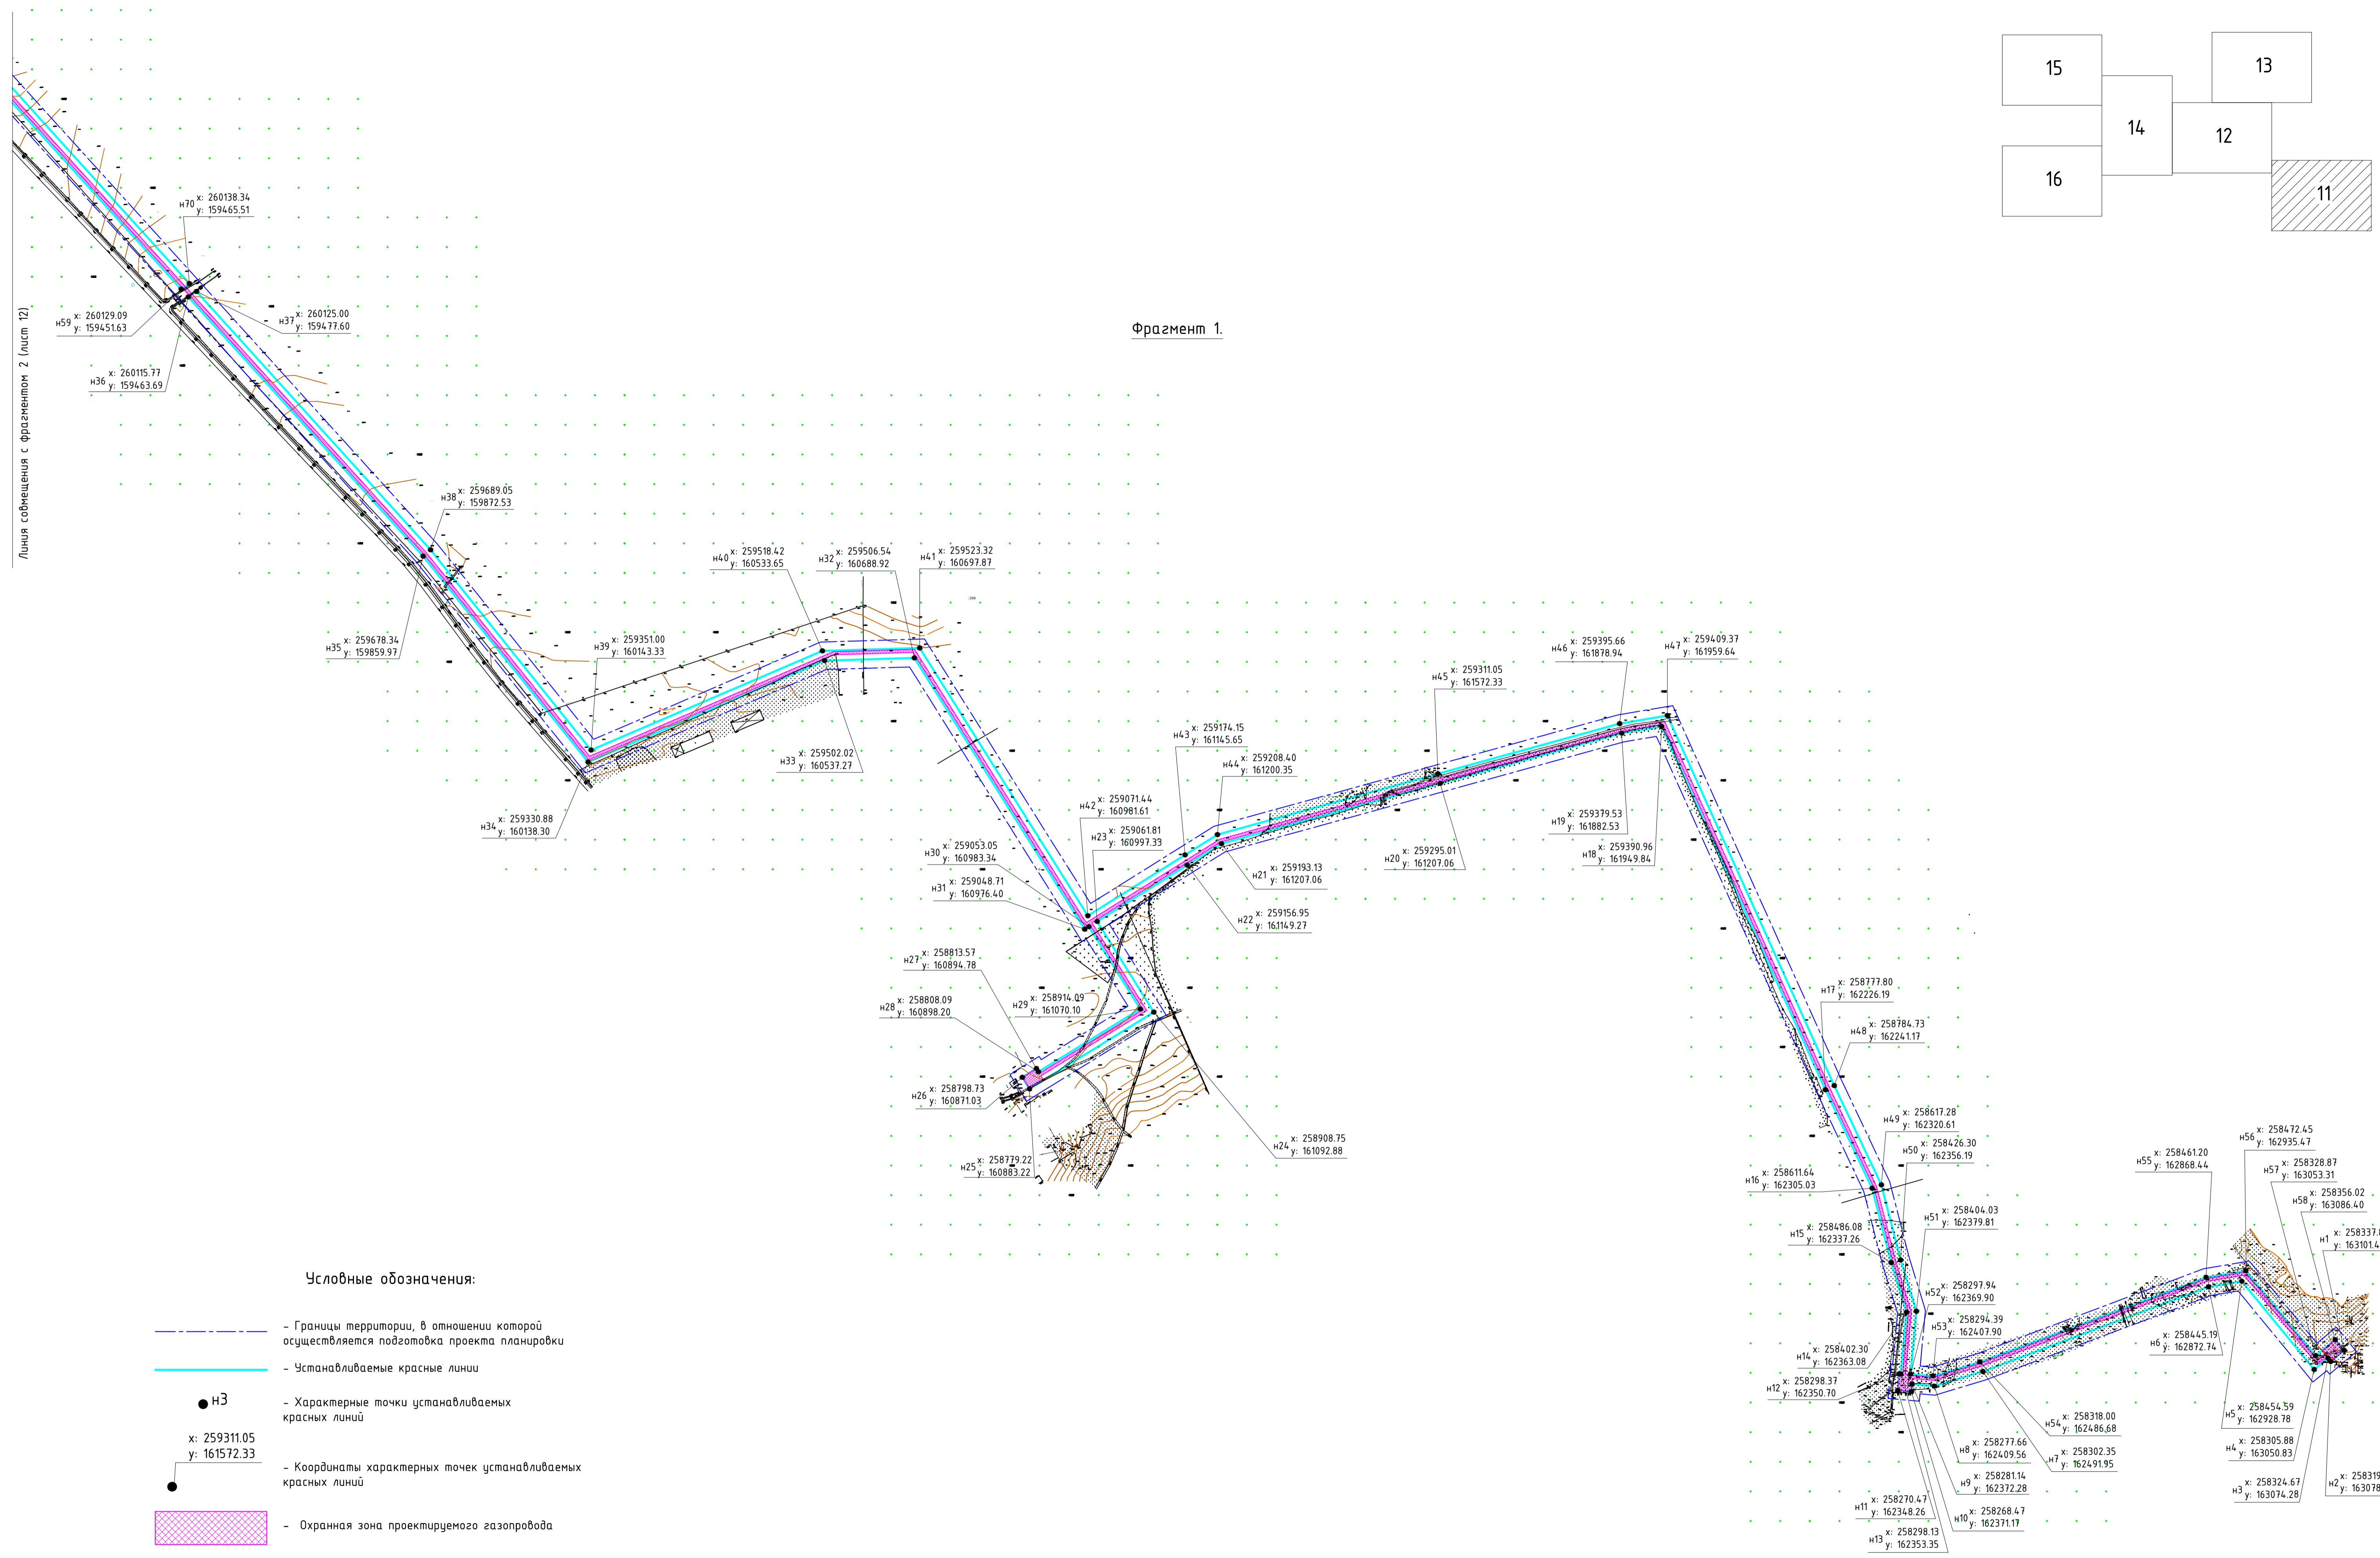 15
13
14
12
16
11
Фрагмент 1.
Линия совмещения с фрагментом 2 (лист 12)
н70 x: 260138.34
y: 159465.51
н59 x: 260129.09
y: 159451.63
н37 x: 260125.00
y: 159477.60
н36 x: 260115.77
y: 159463.69
н38 x: 259689.05
y: 159872.53
н35 x: 259678.34
y: 159859.97
н39 x: 259351.00
y: 160143.33
н34 x: 259330.88
y: 160138.30
н40 x: 259518.42
y: 160533.65
н32 x: 259506.54
y: 160688.92
н41 x: 259523.32
y: 160697.87
н33 x: 259502.02
y: 160537.27
н42 x: 259071.44
y: 160981.61
н23 x: 259061.81
y: 160997.33
н30 x: 259053.05
y: 160983.34
н31 x: 259048.71
y: 160976.40
н43 x: 259174.15
y: 161145.65
н44 x: 259208.40
y: 161200.35
н21 x: 259193.13
y: 161207.06
н22 x: 259156.95
y: 161149.27
н27 x: 258813.57
y: 160894.78
н28 x: 258808.09
y: 160898.20
н29 x: 258914.09
y: 161070.10
н26 x: 258798.73
y: 160871.03
н25 x: 258779.22
y: 160883.22
н24 x: 258908.75
y: 161092.88
н45 x: 259311.05
y: 161572.33
н20 x: 259295.01
y: 161207.06
н46 x: 259395.66
y: 161878.94
н47 x: 259409.37
y: 161959.64
н19 x: 259379.53
y: 161882.53
н18 x: 259390.96
y: 161949.84
н17 x: 258777.80
y: 162226.19
н48 x: 258784.73
y: 162241.17
н49 x: 258617.28
y: 162320.61
н50 x: 258426.30
y: 162356.19
н16 x: 258611.64
y: 162305.03
н15 x: 258486.08
y: 162337.26
н51 x: 258404.03
y: 162379.81
н52 x: 258297.94
y: 162369.90
н53 x: 258294.39
y: 162407.90
н14 x: 258402.30
y: 162363.08
н12 x: 258298.37
y: 162350.70
н54 x: 258318.00
y: 162486.68
н7 x: 258302.35
y: 162491.95
н8 x: 258277.66
y: 162409.56
н9 x: 258281.14
y: 162372.28
н10 x: 258268.47
y: 162371.17
н11 x: 258270.47
y: 162348.26
н13 x: 258298.13
y: 162353.35
н55 x: 258461.20
y: 162868.44
н56 x: 258472.45
y: 162935.47
н57 x: 258328.87
y: 163053.31
н58 x: 258356.02
y: 163086.40
н1 x: 258337.
y: 163101.4
н6 x: 258445.19
y: 162872.74
н5 x: 258454.59
y: 162928.78
н4 x: 258305.88
y: 163050.83
н3 x: 258324.67
y: 163074.28
н2 x: 258319
y: 163078
Условные обозначения:
- Границы территории, в отношении которой
осуществляется подготовка проекта планировки
- Устанавливаемые красные линии
н3
- Характерные точки устанавливаемых
красных линий
x: 259311.05
y: 161572.33
- Координаты характерных точек устанавливаемых
красных линий
- Охранная зона проектируемого газопровода